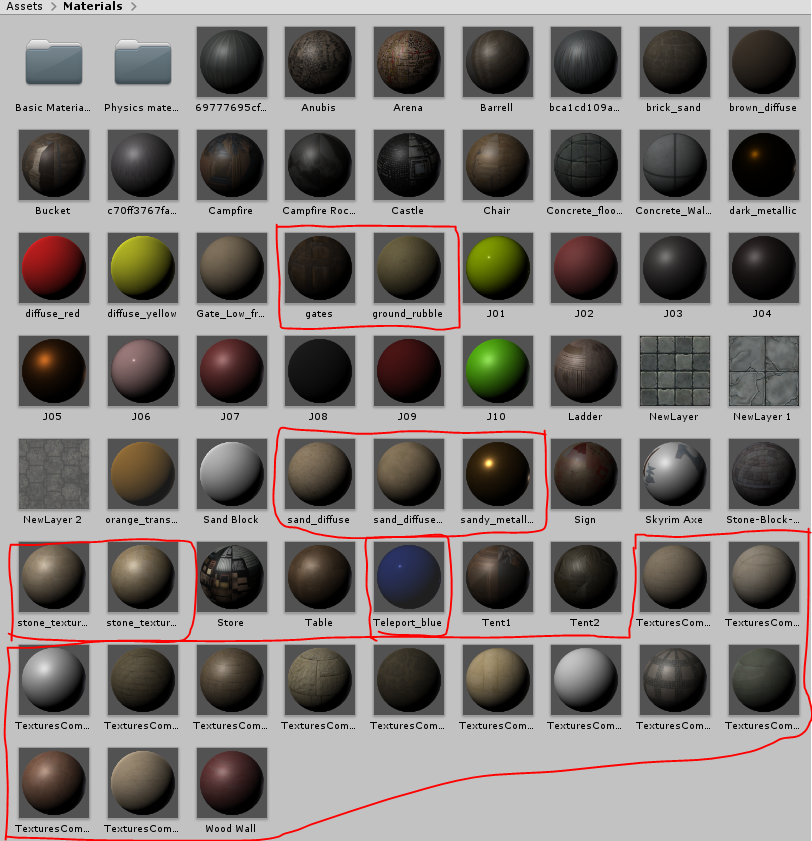 Assets > Materials >
Basic Materia... Physics mate... 69777695cf... Anubis Arena Barrell bca1cd109a... brick_sand brown_diffuse
Bucket c70ff3767fa... Campfire Campfire Roc... Castle Chair Concrete_floo... Concrete_Wal... dark_metallic
diffuse_red diffuse_yellow Gate_Low_fr... gates ground_rubble J01 J02 J03 J04
J05 J06 J07 J08 J09 J10 Ladder NewLayer NewLayer 1
NewLayer 2 orange_trans... Sand Block sand_diffuse sand_diffuse... sandy_metall... Sign Skyrim Axe Stone-Block-...
stone_textur... stone_textur... Store Table Teleport_blue Tent1 Tent2 TexturesCom... TexturesCom...
TexturesCom... TexturesCom... TexturesCom... TexturesCom... TexturesCom... TexturesCom... TexturesCom... TexturesCom... TexturesCom...
TexturesCom... TexturesCom... Wood Wall